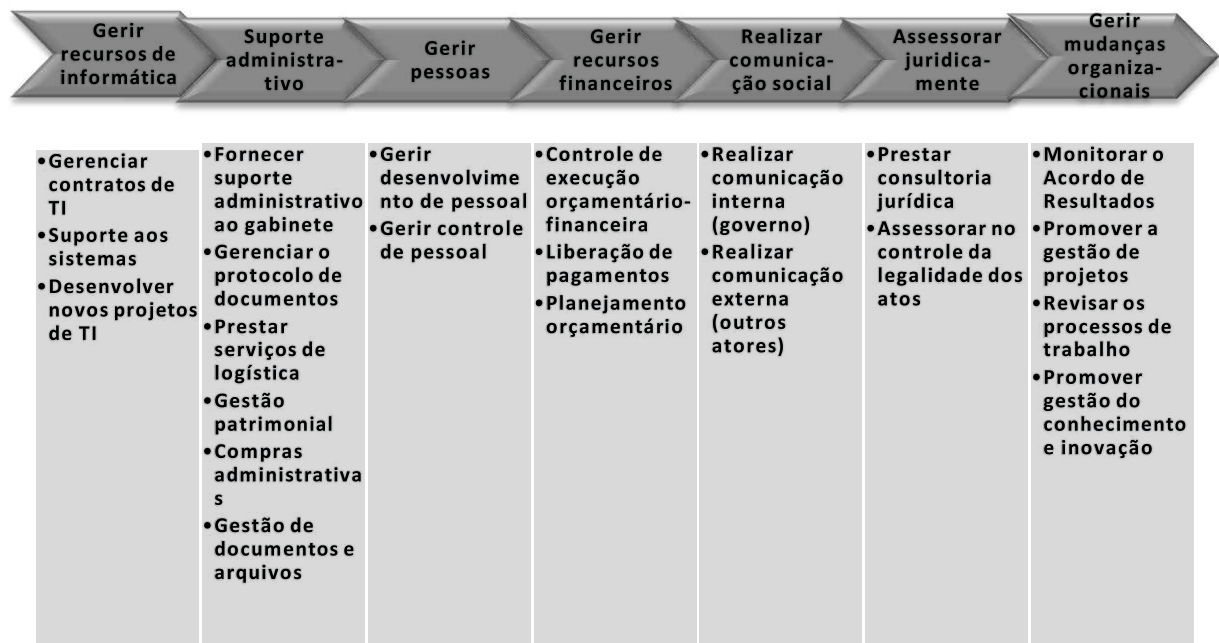 Gerir
recursos de
informática
Suporte
administra-
tivo
Gerir
pessoas
Gerir
recursos
financeiros
Realizar
comunica-
ção social
Assessorar
juridica-
mente
Gerir
mudanças
organiza-
cionais
•Gerenciar
contratos de
TI
•Suporte aos
sistemas
•Desenvolver
novos projetos
de TI
•Fornecer
suporte
administrativo
ao gabinete
•Gerenciar o
protocolo de
documentos
•Prestar
serviços de
logística
•Gestão
patrimonial
•Compras
administrativa
s
•Gestão de
documentos e
arquivos
•Gerir
desenvolvime
nto de pessoal
•Gerir controle
de pessoal
•Controle de
execução
orçamentário-
financeira
•Liberação de
pagamentos
•Planejamento
orçamentário
•Realizar
comunicação
interna
(governo)
•Realizar
comunicação
externa
(outros
atores)
•Prestar
consultoria
jurídica
•Assessorar no
controle da
legalidade dos
atos
•Monitorar o
Acordo de
Resultados
•Promover a
gestão de
projetos
•Revisar os
processos de
trabalho
•Promover
gestão do
conhecimento
e inovação